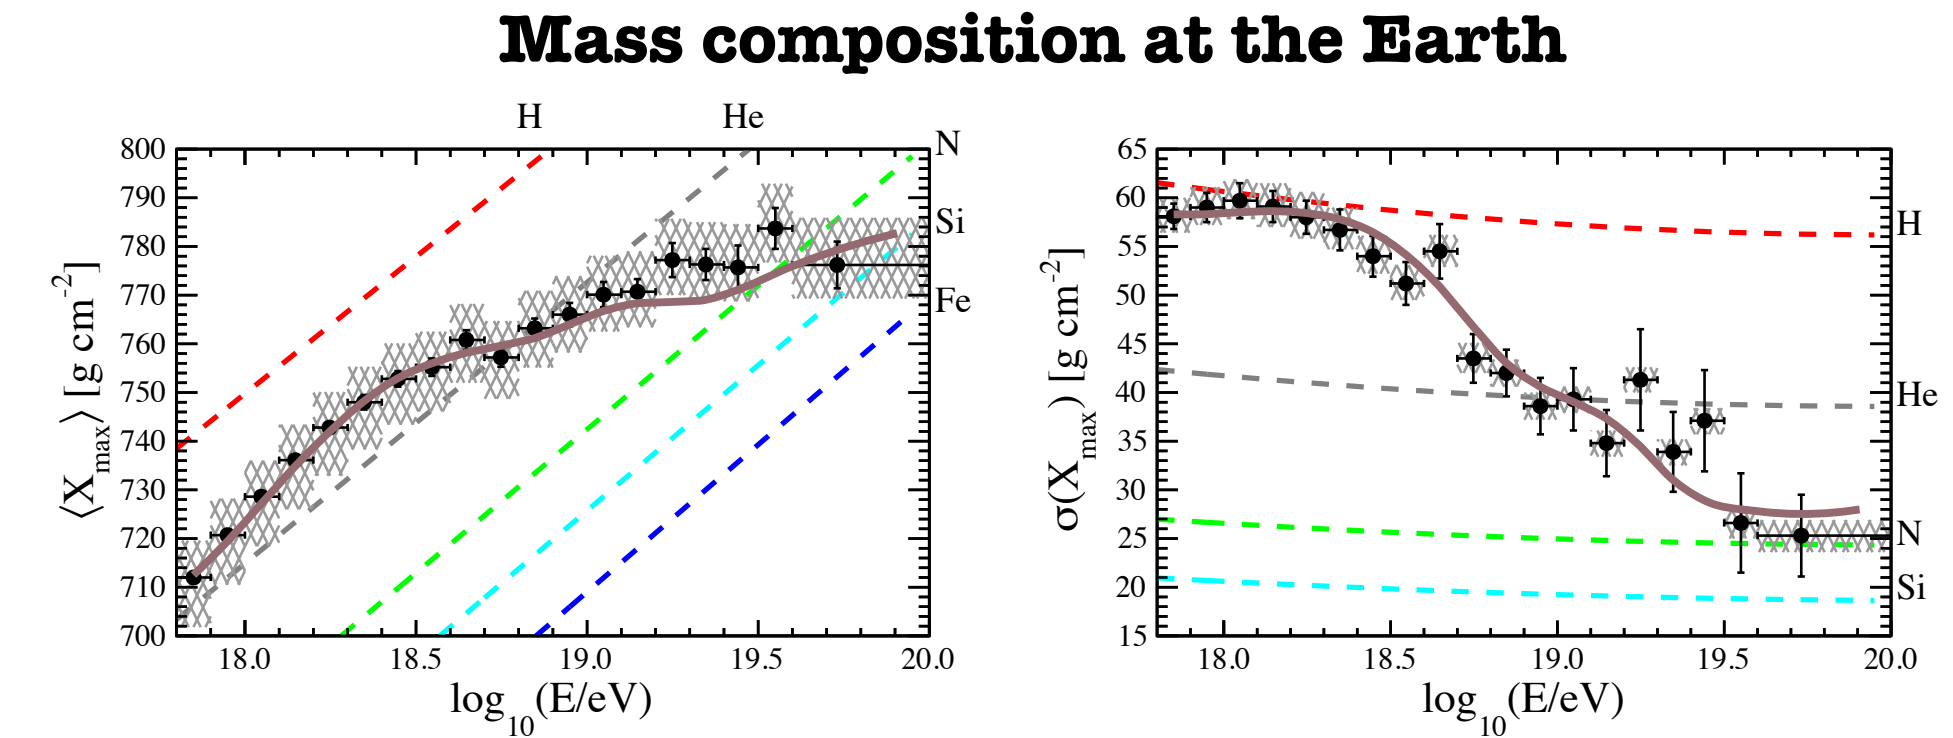 Mass composition at the Earth
H He
N
Si
Fe
800
790
780
770
760
750
740
730
720
710
700
⟨X_max⟩ [g cm⁻²]
18.0 18.5 19.0 19.5 20.0
log₁₀(E/eV)
65
60
55
50
45
40
35
30
25
20
15
σ(X_max) [g cm⁻²]
H
He
N
Si
18.0 18.5 19.0 19.5 20.0
log₁₀(E/eV)